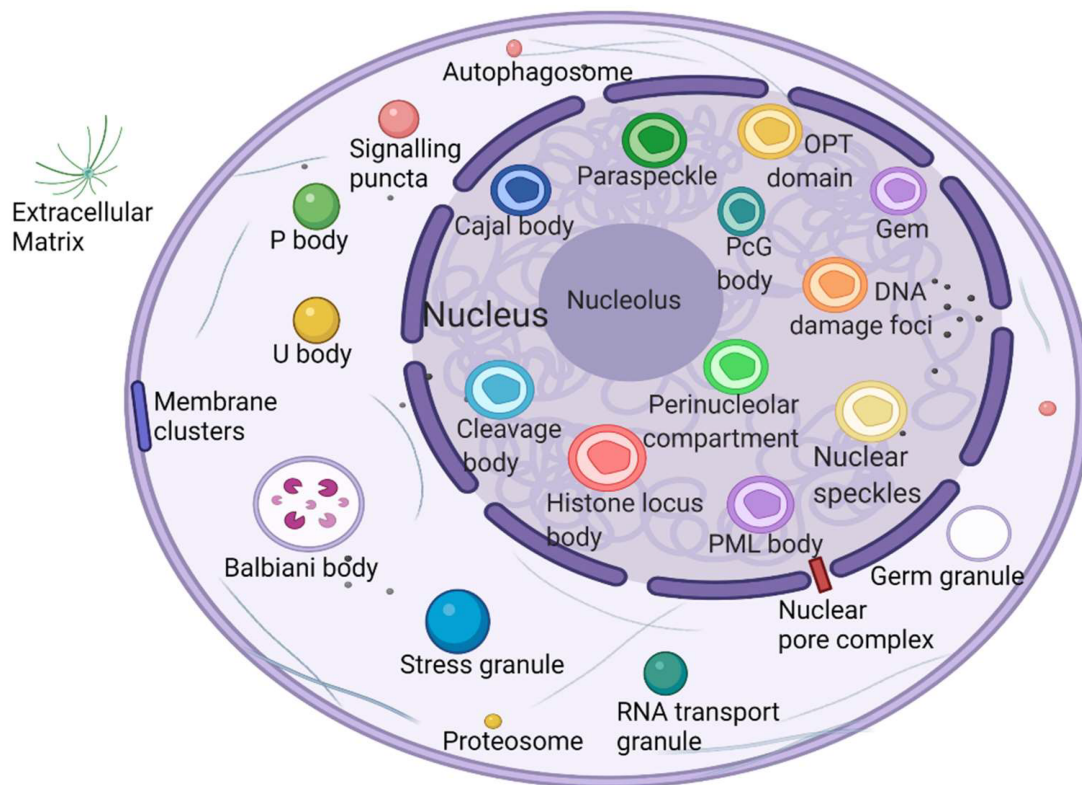 Autophagosome
Signalling
puncta
Extracellular
Matrix
P body
U body
Membrane
clusters
Balbiani body
Stress granule
Proteosome
RNA transport
granule
Germ granule
Nuclear
pore complex
Nucleus
Nucleolus
Paraspeckle
OPT
domain
Cajal body
PcG
body
Gem
DNA
damage foci
Cleavage
body
Perinucleolar
compartment
Histone locus
body
Nuclear
speckles
PML body